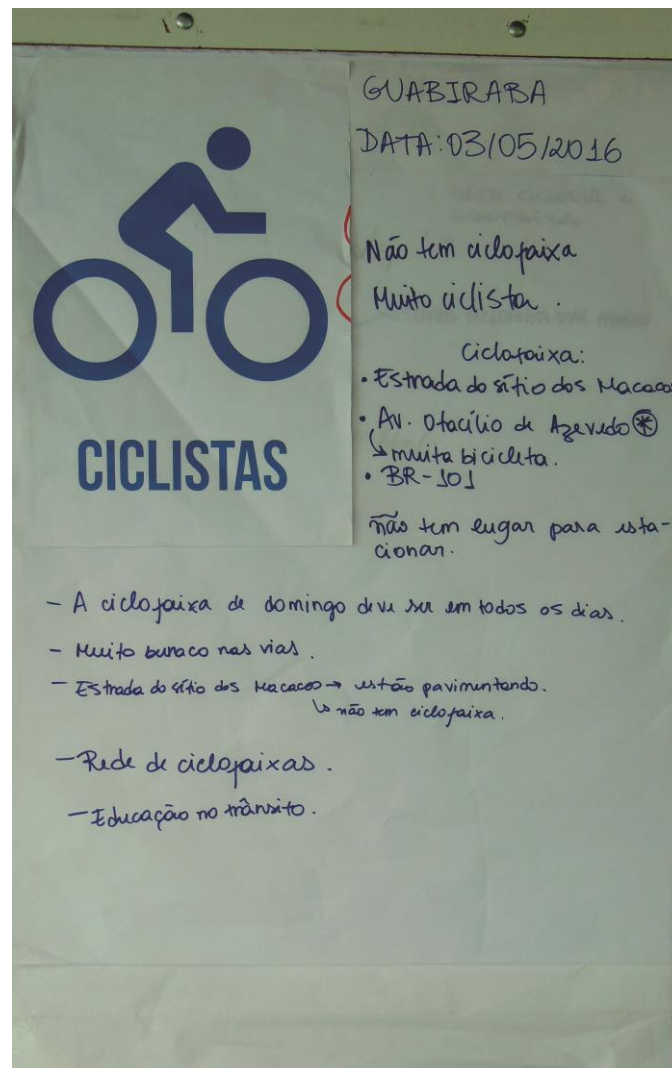 GUABIRABA
DATA: 03/05/2016
Não tem ciclofaixa
Muito ciclista.
Ciclofaixa:
• Estrada do sítio dos Macacos
• Av. Otacílio de Azevedo *
↳ muita bicicleta.
• BR-101
não tem lugar para esta-
cionar.
CICLISTAS
- A ciclofaixa de domingo deve ser em todos os dias.
- Muito buraco nas vias.
- Estrada do sítio dos Macacos → estão pavimentando.
↳ não tem ciclofaixa.
- Rede de ciclofaixas.
- Educação no trânsito.